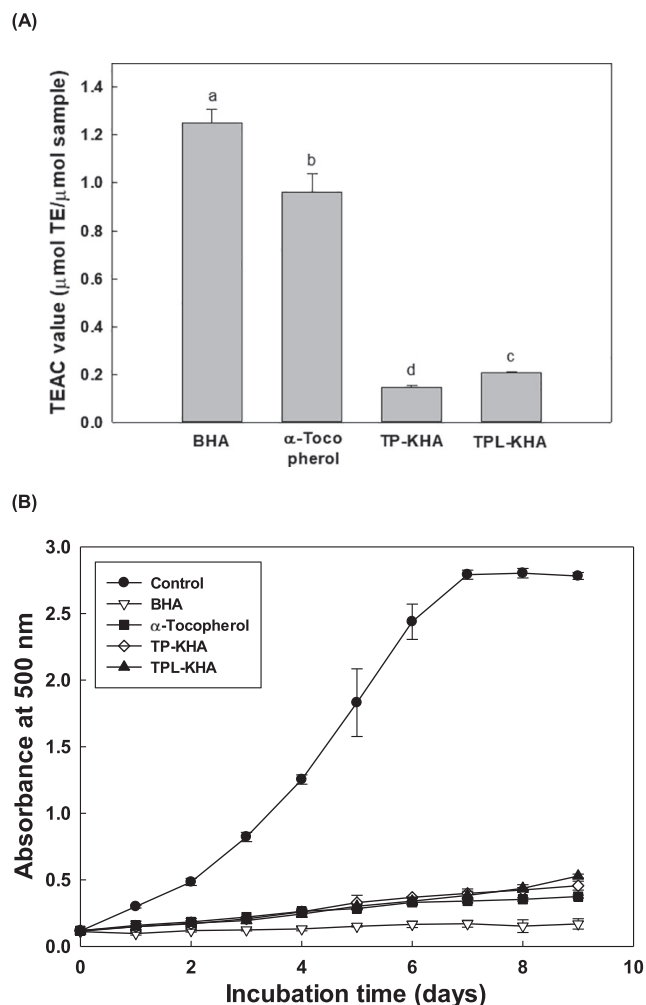 (A)
TEAC value (μmol TE/μmol sample)
1.4
1.2
1.0
0.8
0.6
0.4
0.2
0.0
a
b
d
c
BHA
α-Toco
pherol
TP-KHA
TPL-KHA
(B)
Absorbance at 500 nm
3.0
2.5
2.0
1.5
1.0
0.5
0.0
Control
BHA
α-Tocopherol
TP-KHA
TPL-KHA
0 2 4 6 8 10
Incubation time (days)